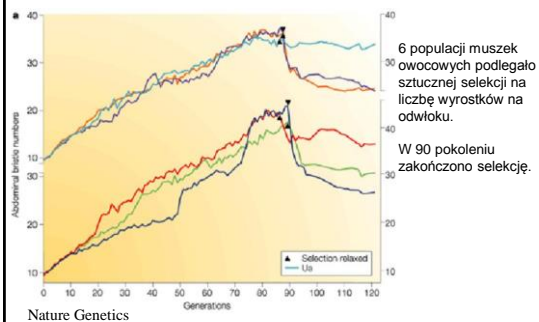 a
40
30
20
10
30
20
10
40
30
20
40
30
20
10
Abdominal bristle numbers
0 10 20 30 40 50 60 70 80 90 100 110 120
Generations
Selection relaxed
Ua
Nature Genetics
6 populacji muszek
owocowych podlegało
sztucznej selekcji na
liczbę wyrostków na
odwłoku.
W 90 pokoleniu
zakończono selekcję.